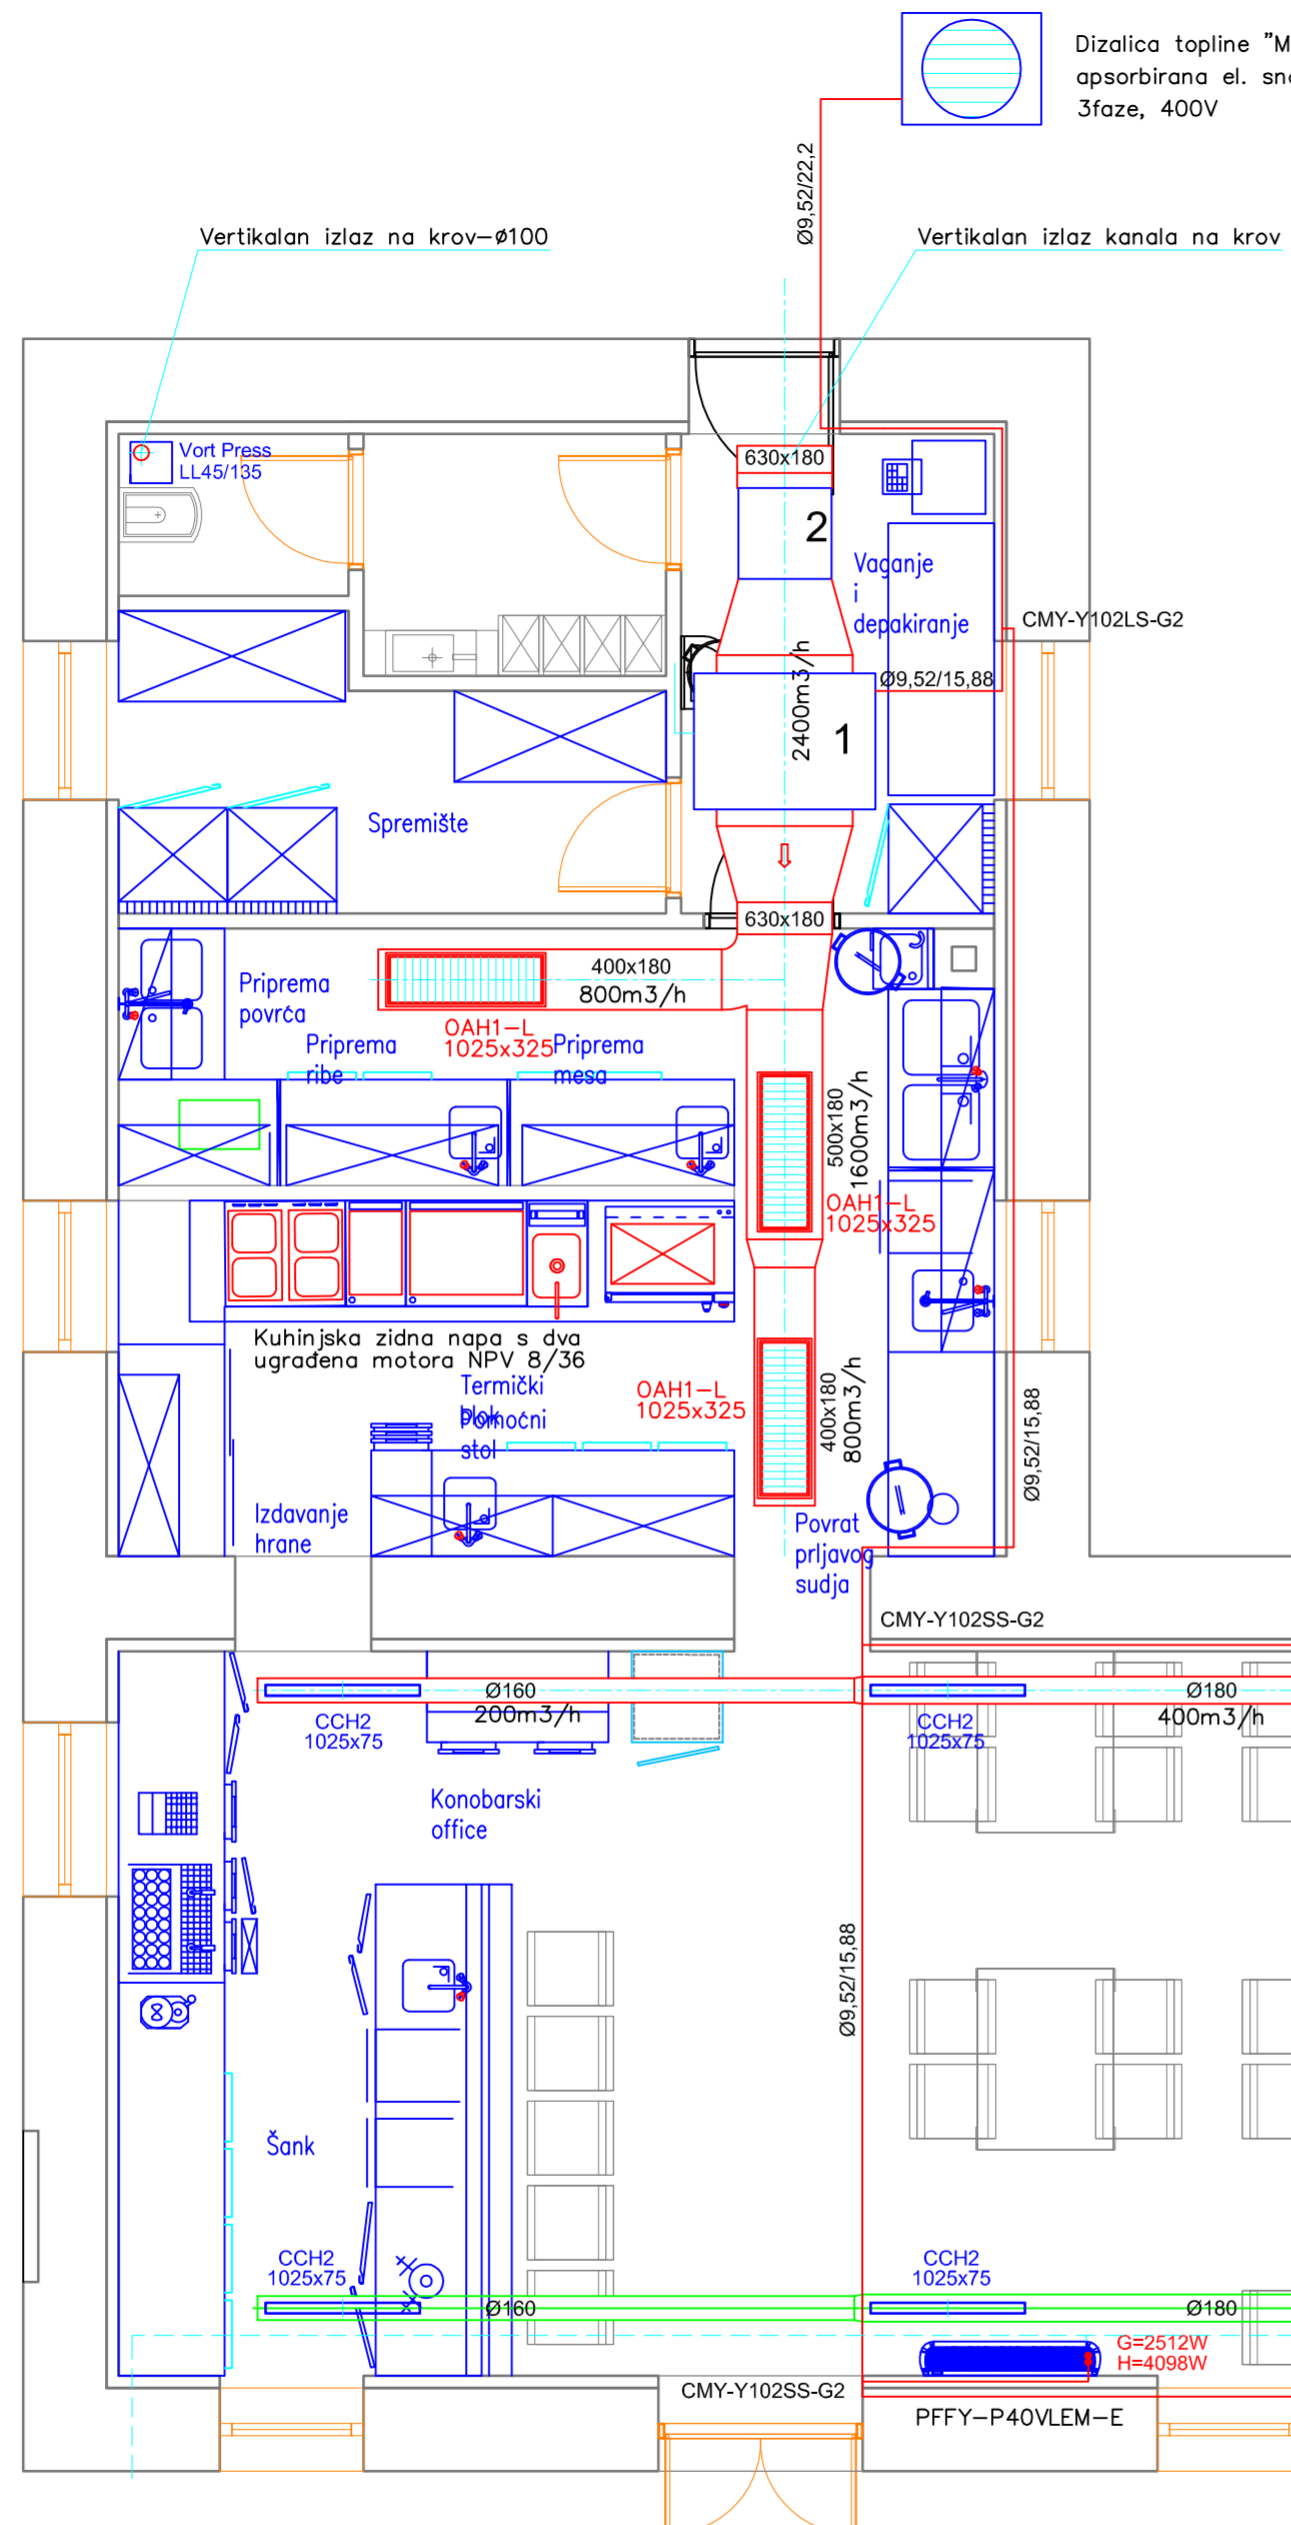 Dizalica topline "M
apsorbirana el. sn
3faze, 400V
Ø9,52/22,2
Vertikalan izlaz na krov-Ø100
Vertikalan izlaz kanala na krov
Vort Press
LL45/135
630x180
2
Vaganje
i
depakiranje
CMY-Y102LS-G2
2400m3/h
Ø9,52/15,88
1
Spremište
630x180
400x180
800m3/h
Priprema
povrća
OAH1-L
1025x325
Priprema
ribe
Priprema
mesa
500x180
1600m3/h
OAH1-L
1025x325
Kuhinjska zidna napa s dva
ugrađena motora NPV 8/36
Termički
blok
Pomoćni
stol
OAH1-L
1025x325
400x180
800m3/h
Ø9,52/15,88
Izdavanje
hrane
Povrat
prljavog
sudja
CMY-Y102SS-G2
Ø160
200m3/h
Ø180
400m3/h
CCH2
1025x75
CCH2
1025x75
Konobarski
office
Ø9,52/15,88
Šank
CCH2
1025x75
CCH2
1025x75
Ø160
Ø180
G=2512W
H=4098W
CMY-Y102SS-G2
PFFY-P40VLEM-E